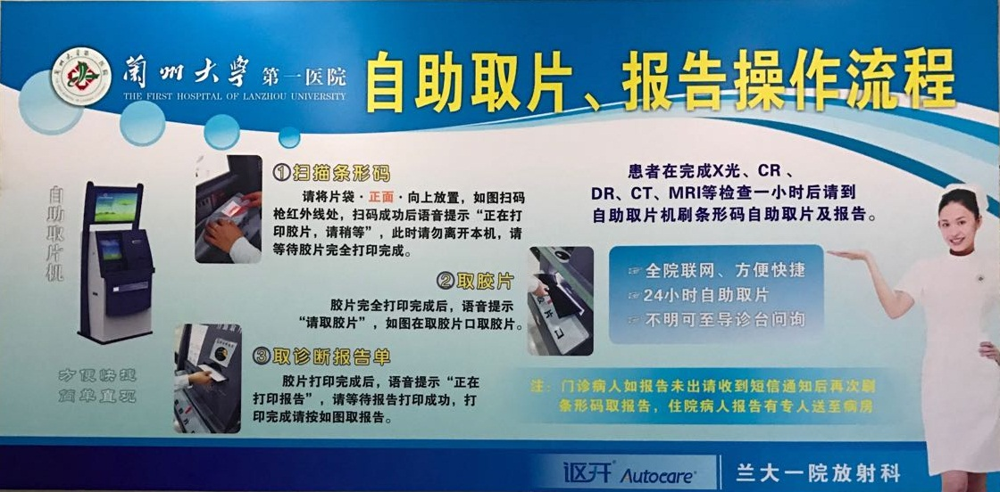 蘭州大學 第一医院
THE FIRST HOSPITAL OF LANZHOU UNIVERSITY
自助取片、报告操作流程
自助取片机
方便快捷
简单直观
①扫描条形码
请将片袋·正面·向上放置，如图扫码
枪红外线处，扫码成功后语音提示“正在打
印胶片，请稍等”，此时请勿离开本机，请
等待胶片完全打印完成。
②取胶片
胶片完全打印完成后，语音提示
“请取胶片”，如图在取胶片口取胶片。
③取诊断报告单
胶片打印完成后，语音提示“正在
打印报告”，请等待报告打印成功，打
印完成请按如图取报告。
患者在完成X光、CR、
DR、CT、MRI等检查一小时后请到
自助取片机刷条形码自助取片及报告。
☞全院联网、方便快捷
☞24小时自助取片
☞不明可至导诊台问询
注：门诊病人如报告未出请收到短信通知后再次刷
条形码取报告，住院病人报告有专人送至病房
讴开® Autocare®
兰大一院放射科